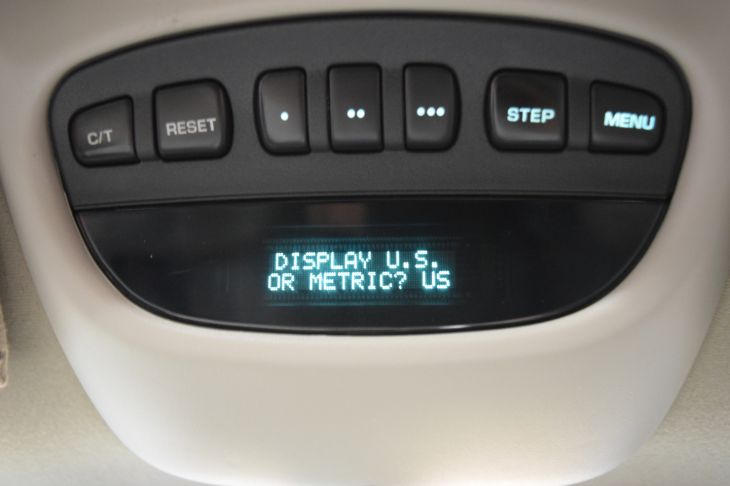 C/T RESET • •• ••• STEP MENU
DISPLAY U.S.
OR METRIC? US